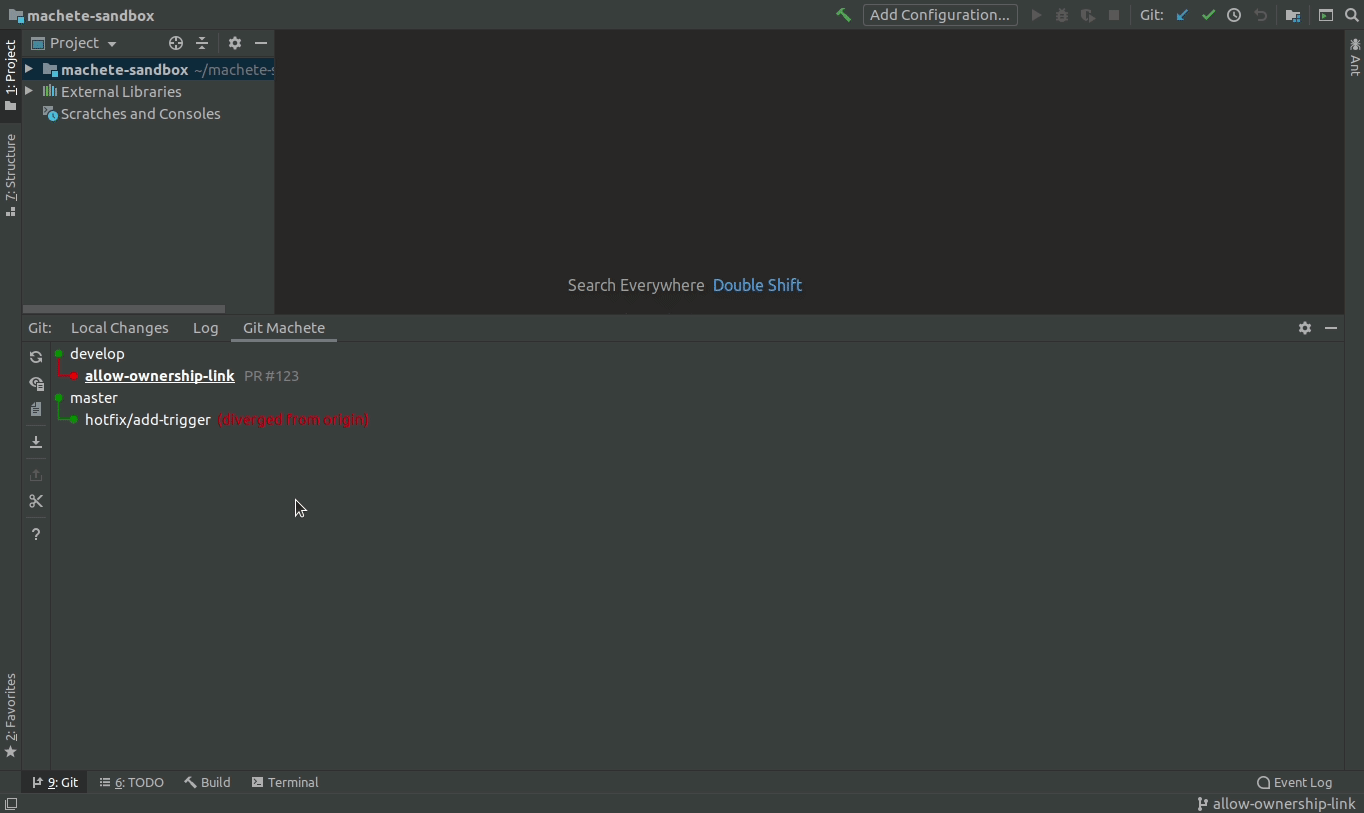 machete-sandbox
Add Configuration...
Git:
Project
1: Project
machete-sandbox ~/machete-s
External Libraries
Scratches and Consoles
7: Structure
Ant
Search Everywhere Double Shift
Git: Local Changes Log Git Machete
develop
allow-ownership-link PR #123
master
hotfix/add-trigger (diverged from origin)
?
2: Favorites
9: Git 6: TODO Build Terminal Event Log
allow-ownership-link